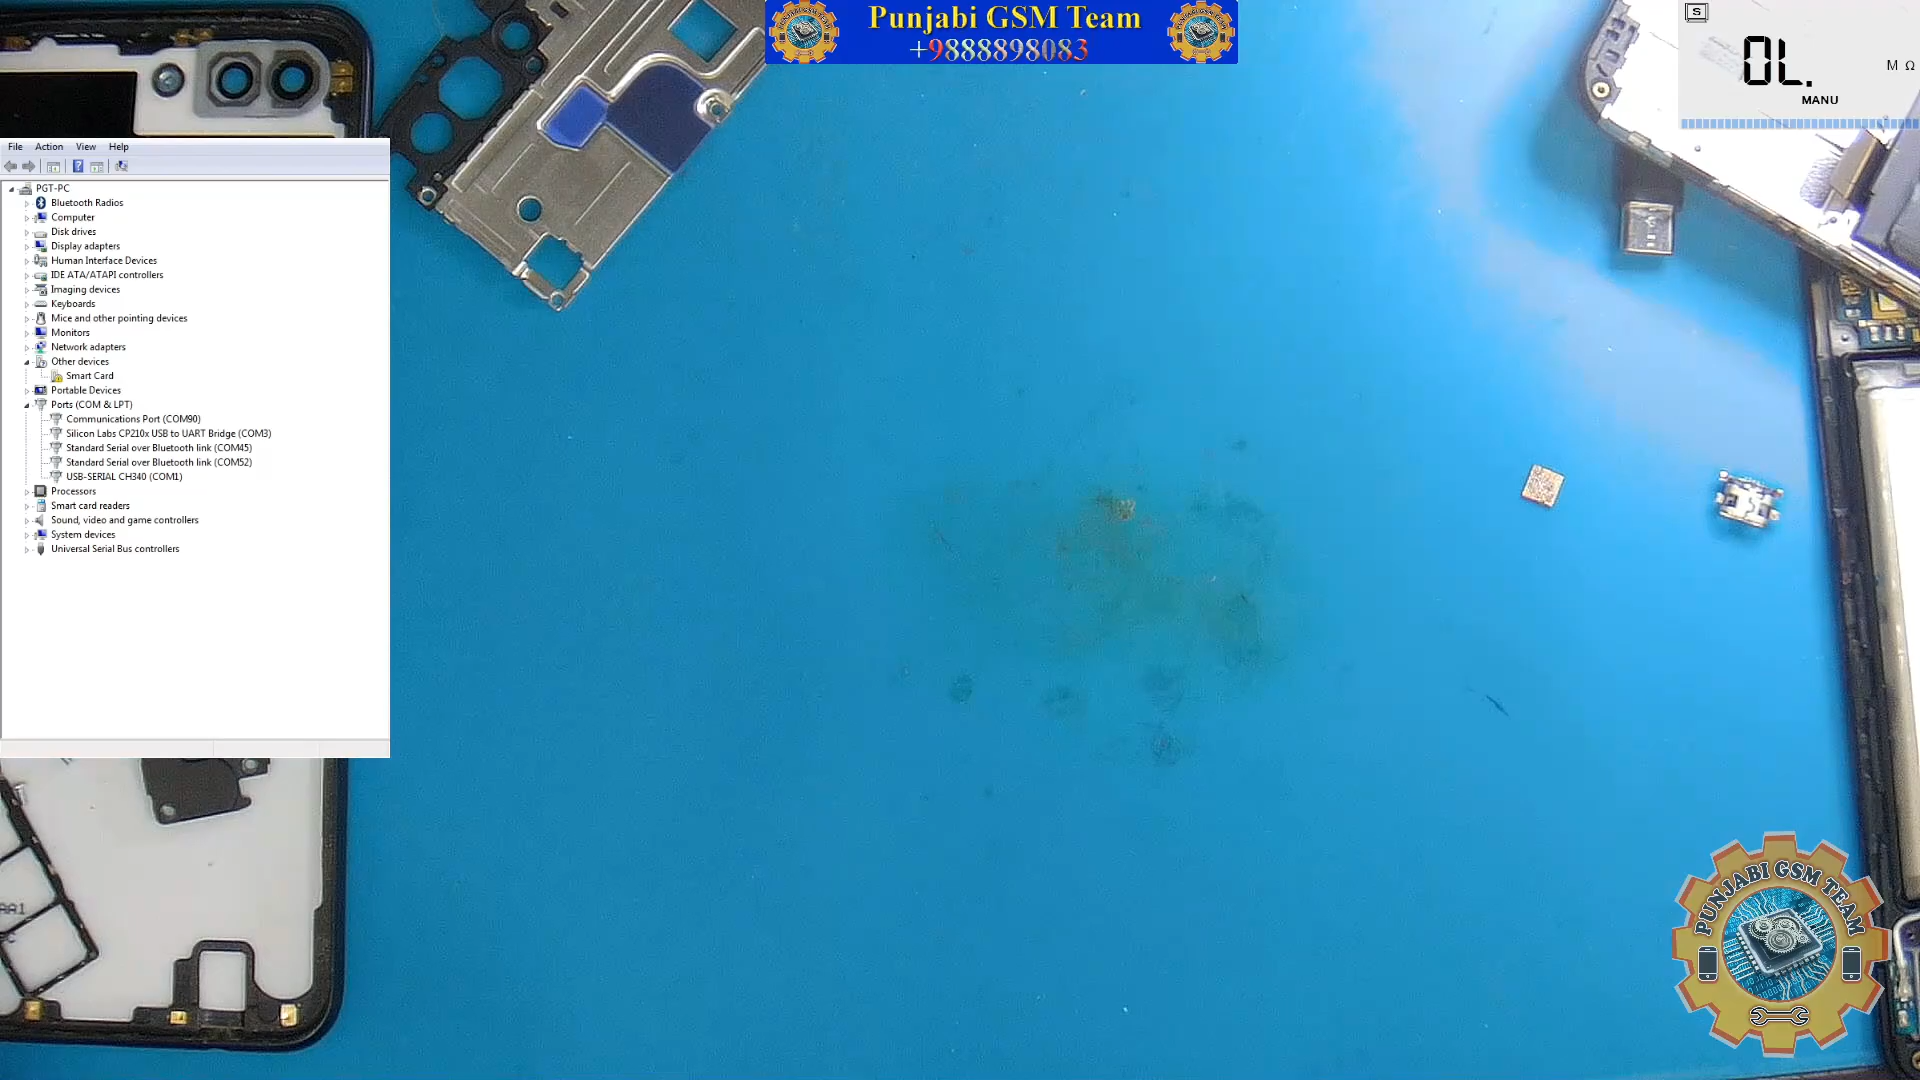 Punjabi GSM Team
+9888898083
S
0L.
M Ω
MANU
File Action View Help
PGT-PC
Bluetooth Radios
Computer
Disk drives
Display adapters
Human Interface Devices
IDE ATA/ATAPI controllers
Imaging devices
Keyboards
Mice and other pointing devices
Monitors
Network adapters
Other devices
Smart Card
Portable Devices
Ports (COM & LPT)
Communications Port (COM90)
Silicon Labs CP210x USB to UART Bridge (COM3)
Standard Serial over Bluetooth link (COM45)
Standard Serial over Bluetooth link (COM52)
USB-SERIAL CH340 (COM1)
Processors
Smart card readers
Sound, video and game controllers
System devices
Universal Serial Bus controllers
PUNJABI GSM TEAM